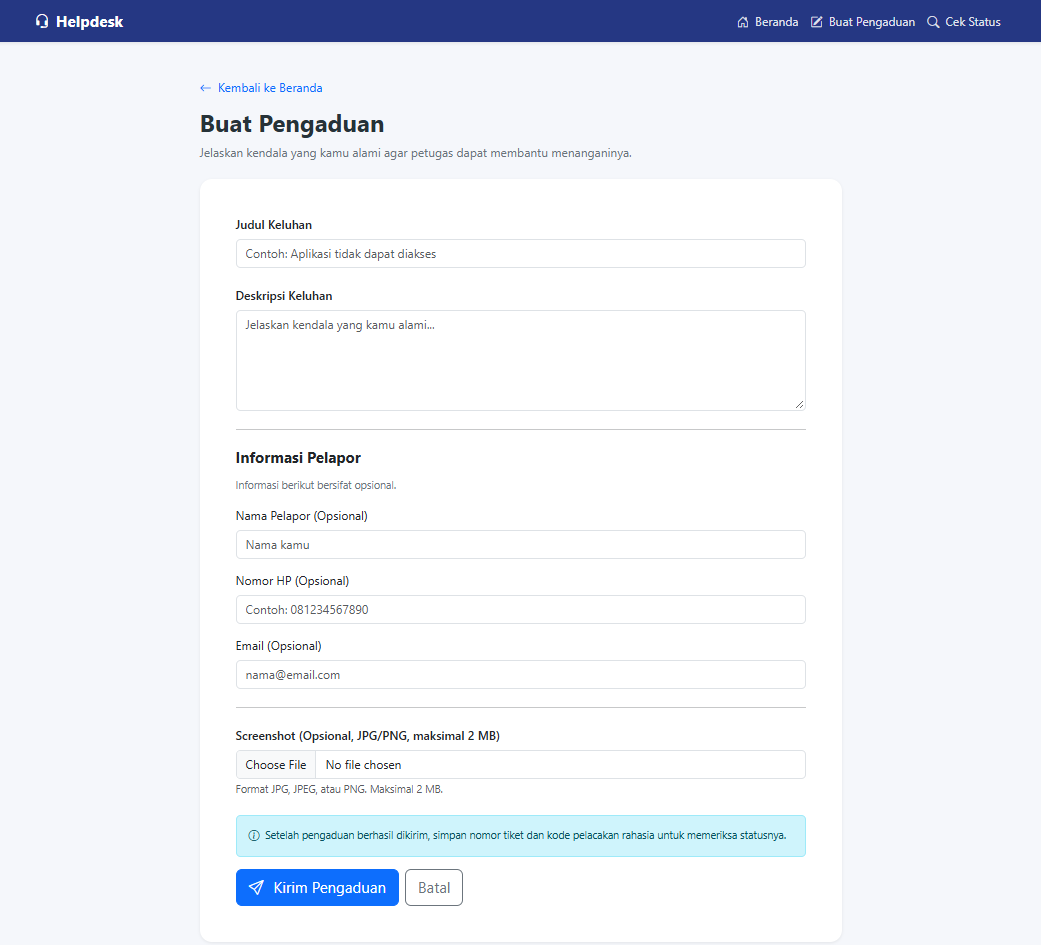 Helpdesk
Beranda
Buat Pengaduan
Cek Status
Kembali ke Beranda
Buat Pengaduan
Jelaskan kendala yang kamu alami agar petugas dapat membantu menanganinya.
Judul Keluhan
Contoh: Aplikasi tidak dapat diakses
Deskripsi Keluhan
Jelaskan kendala yang kamu alami...
Informasi Pelapor
Informasi berikut bersifat opsional.
Nama Pelapor (Opsional)
Nama kamu
Nomor HP (Opsional)
Contoh: 081234567890
Email (Opsional)
nama@email.com
Screenshot (Opsional, JPG/PNG, maksimal 2 MB)
Choose File No file chosen
Format JPG, JPEG, atau PNG. Maksimal 2 MB.
Setelah pengaduan berhasil dikirim, simpan nomor tiket dan kode pelacakan rahasia untuk memeriksa statusnya.
Kirim Pengaduan
Batal